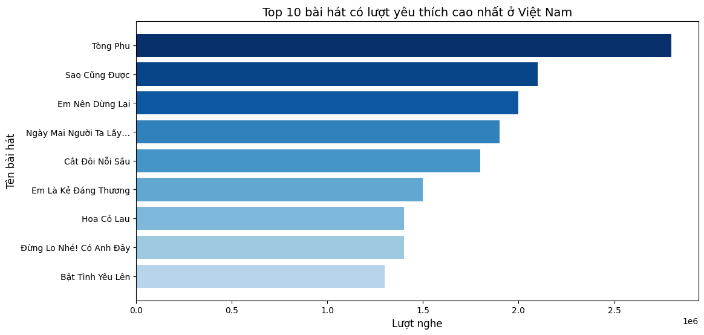 Top 10 bài hát có lượt yêu thích cao nhất ở Việt Nam
Tên bài hát
Tòng Phu
Sao Cũng Được
Em Nên Dừng Lại
Ngày Mai Người Ta Lấy...
Cắt Đôi Nỗi Sầu
Em Là Kẻ Đáng Thương
Hoa Cỏ Lau
Đừng Lo Nhé! Có Anh Đây
Bật Tình Yêu Lên
0.0 0.5 1.0 1.5 2.0 2.5
1e6
Lượt nghe